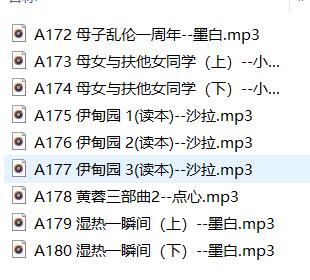 A172 母子乱伦一周年--墨白.mp3
A173 母女与扶他女同学（上）--小...
A174 母女与扶他女同学（下）--小...
A175 伊甸园 1(读本)--沙拉.mp3
A176 伊甸园 2(读本)--沙拉.mp3
A177 伊甸园 3(读本)--沙拉.mp3
A178 黄蓉三部曲2--点心.mp3
A179 湿热一瞬间（上）--墨白.mp3
A180 湿热一瞬间（下）--墨白.mp3